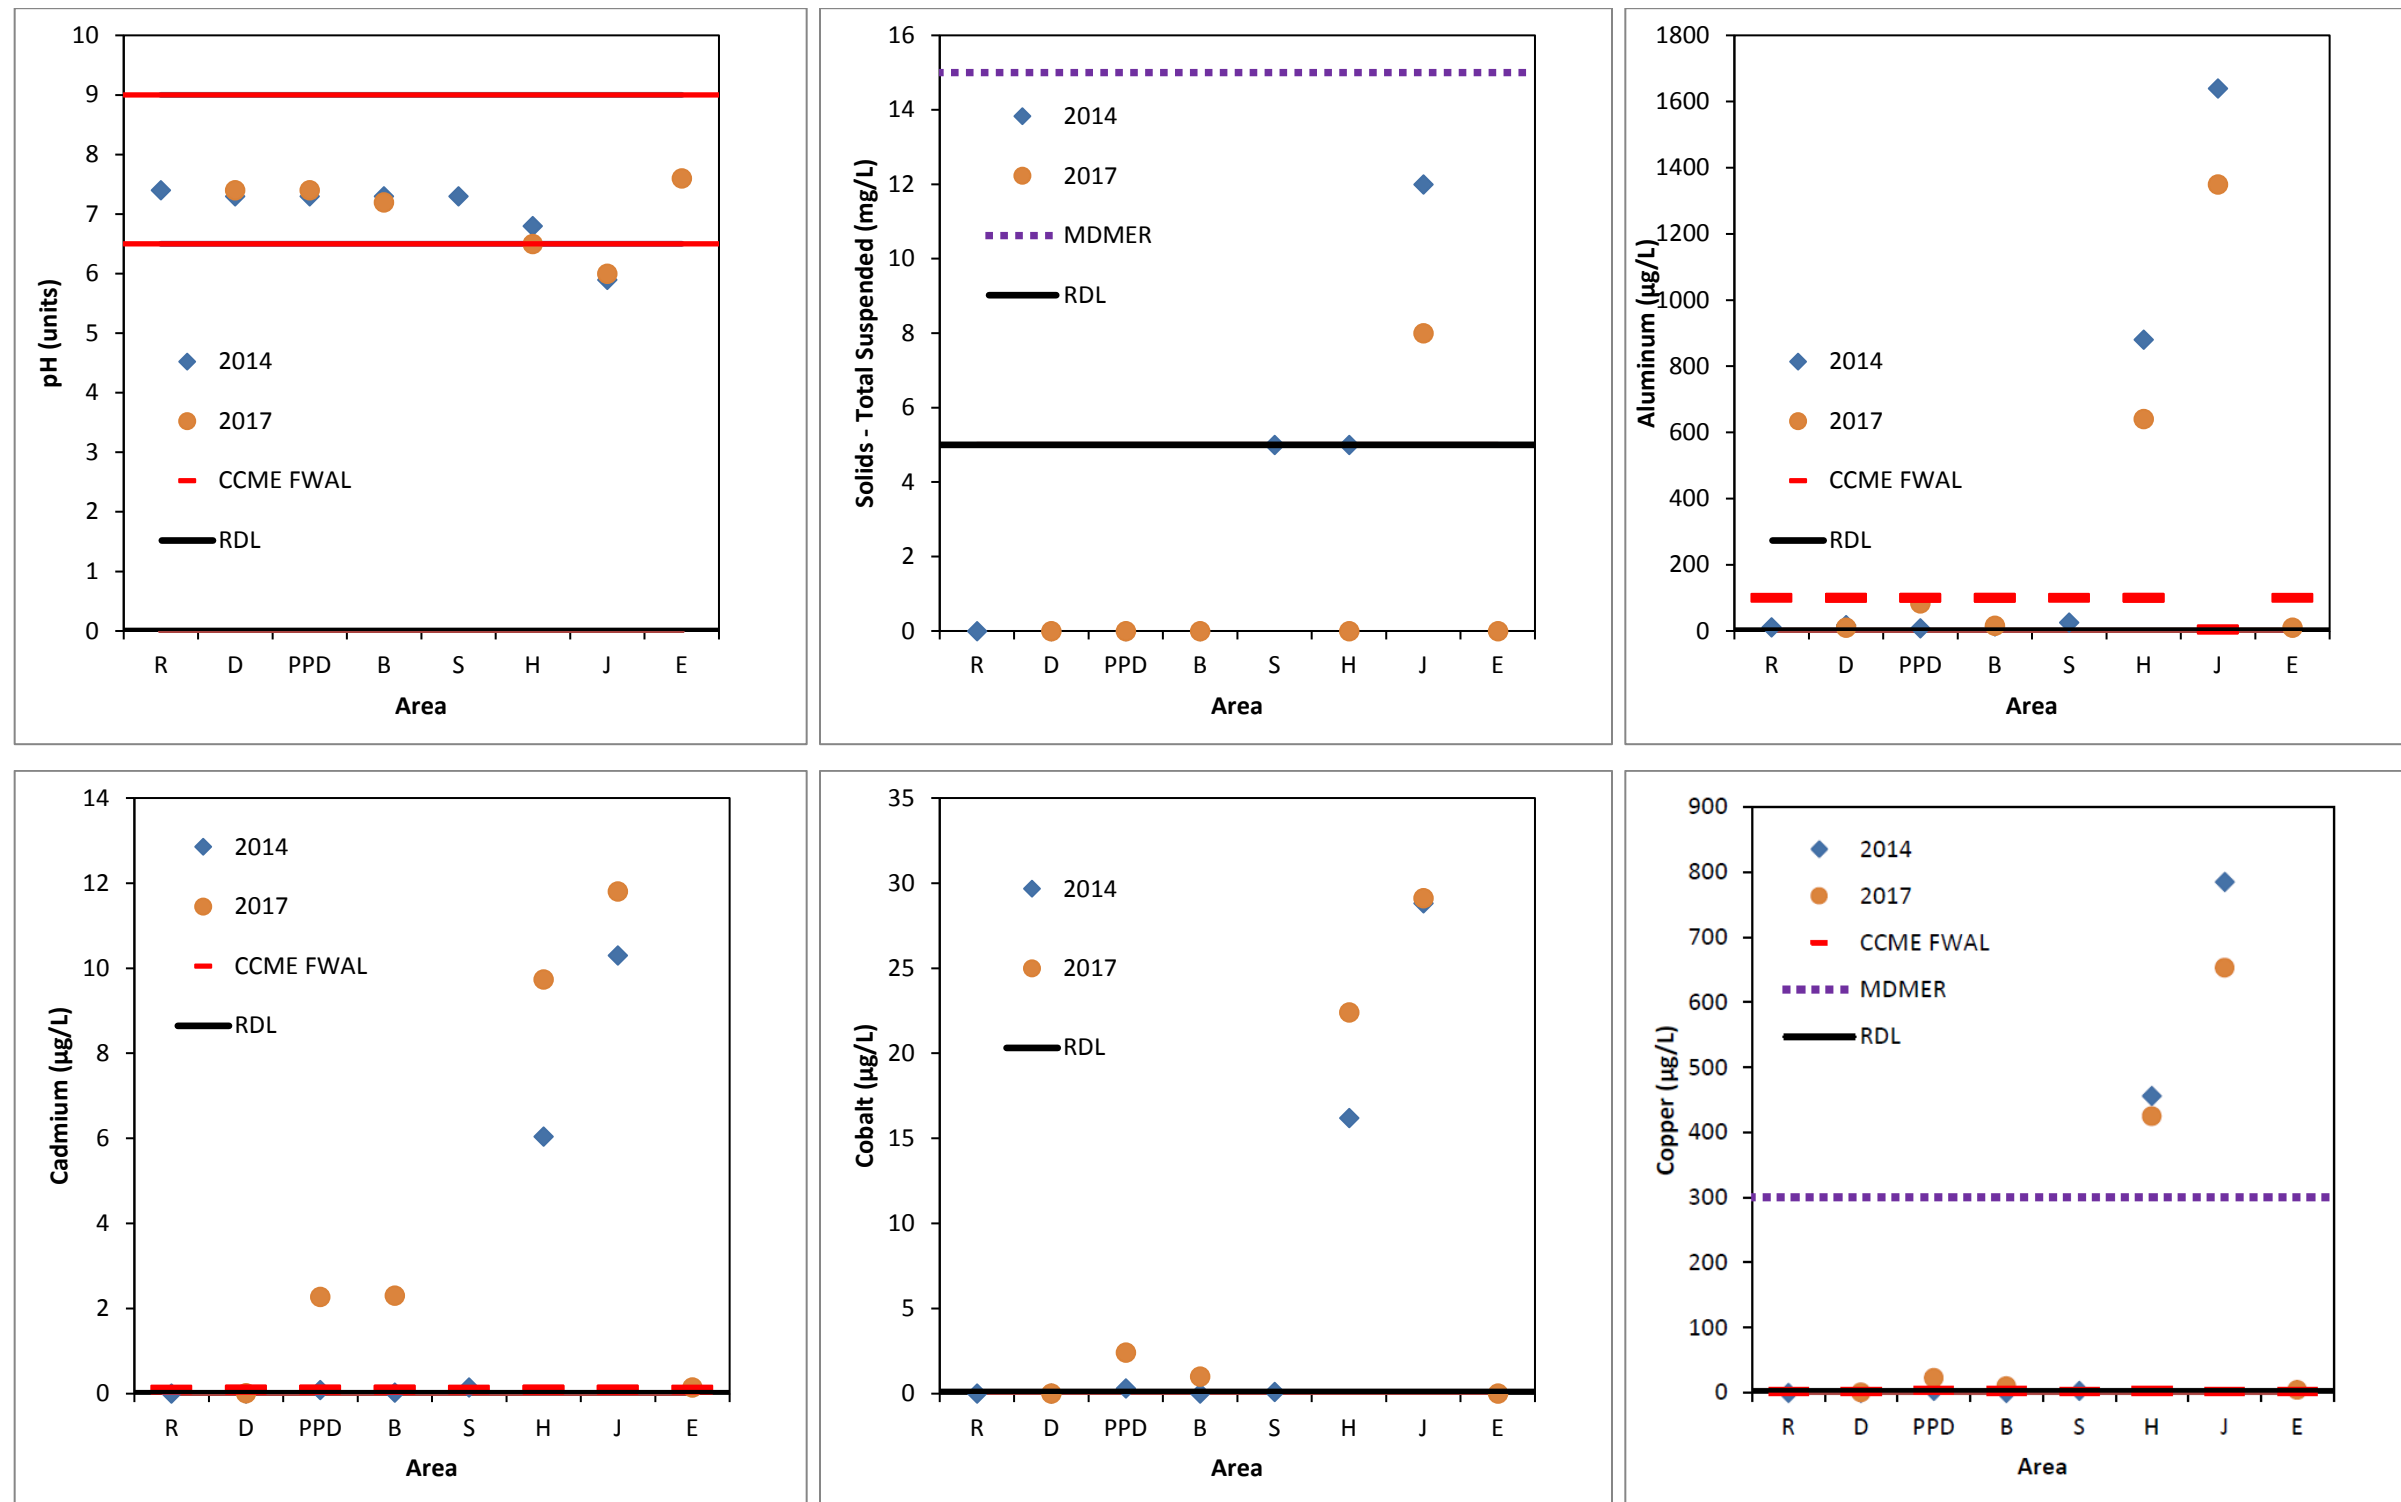 10
9
8
7
6
5
4
3
2
1
0
pH (units)
2014
2017
CCME FWAL
RDL
R D PPD B S H J E
Area
16
14
12
10
8
6
4
2
0
Solids - Total Suspended (mg/L)
2014
2017
MDMER
RDL
R D PPD B S H J E
Area
1800
1600
1400
1200
1000
800
600
400
200
0
Aluminum (µg/L)
2014
2017
CCME FWAL
RDL
R D PPD B S H J E
Area
14
12
10
8
6
4
2
0
Cadmium (µg/L)
2014
2017
CCME FWAL
RDL
R D PPD B S H J E
Area
35
30
25
20
15
10
5
0
Cobalt (µg/L)
2014
2017
RDL
R D PPD B S H J E
Area
900
800
700
600
500
400
300
200
100
0
Copper (µg/L)
2014
2017
CCME FWAL
MDMER
RDL
R D PPD B S H J E
Area